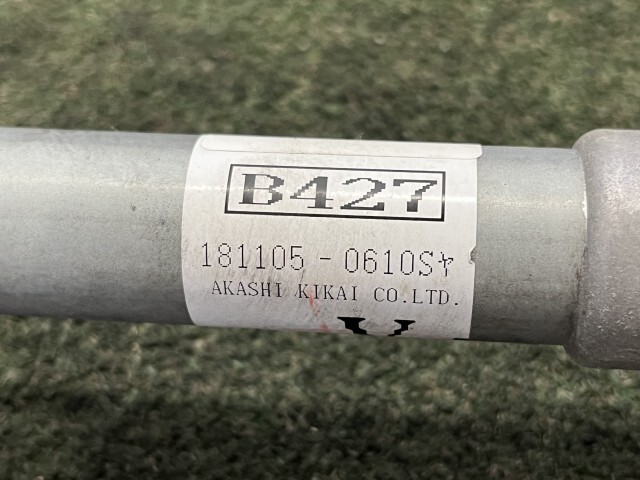 B427
181105-0610Sヤ
AKASHI KIKAI CO.LTD.